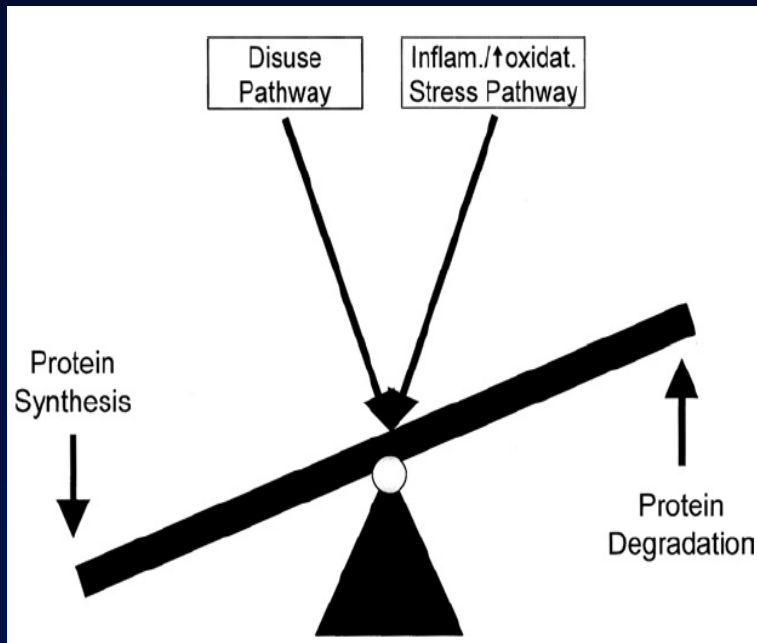 Disuse
Pathway
Inflam./↑oxidat.
Stress Pathway
Protein
Synthesis
Protein
Degradation